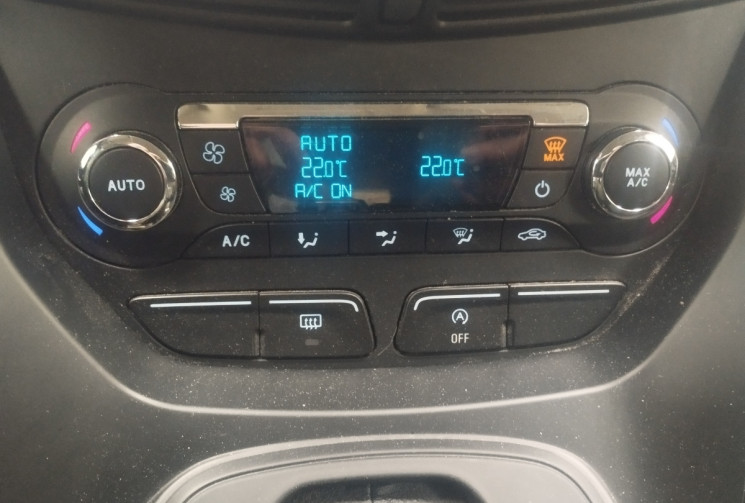 AUTO
22.0°C 22.0°C
A/C ON
MAX
AUTO
MAX
A/C
A/C
A
OFF